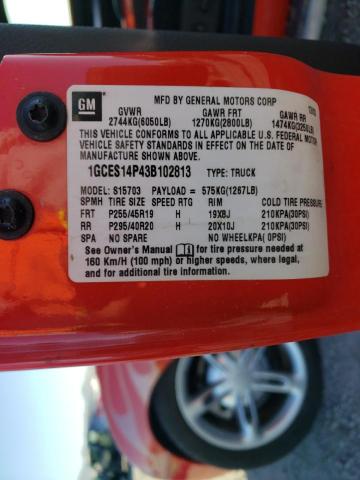 GM
MFD BY GENERAL MOTORS CORP
GVWR GAWR FRT GAWR RR
2744KG(6050LB) 1270KG(2800LB) 1474KG(3250LB)
THIS VEHICLE CONFORMS TO ALL APPLICABLE U.S. FEDERAL MOTOR
VEHICLE SAFETY STANDARDS IN EFFECT ON THE DATE OF
MANUFACTURE SHOWN ABOVE.
1GCES14P43B102813 TYPE: TRUCK
MODEL: S15703 PAYLOAD = 575KG(1267LB)
SPMH TIRE SIZE SPEED RTG RIM COLD TIRE PRESSURE
FRT P255/45R19 H 19X8J 210KPA(30PSI)
RR P295/40R20 H 20X10J 210KPA(30PSI)
SPA NO SPARE NO WHEELKPA( 0PSI)
See Owner's Manual for tire pressure needed at
160 Km/H (100 mph) or higher speeds, where legal,
and for additional tire information.